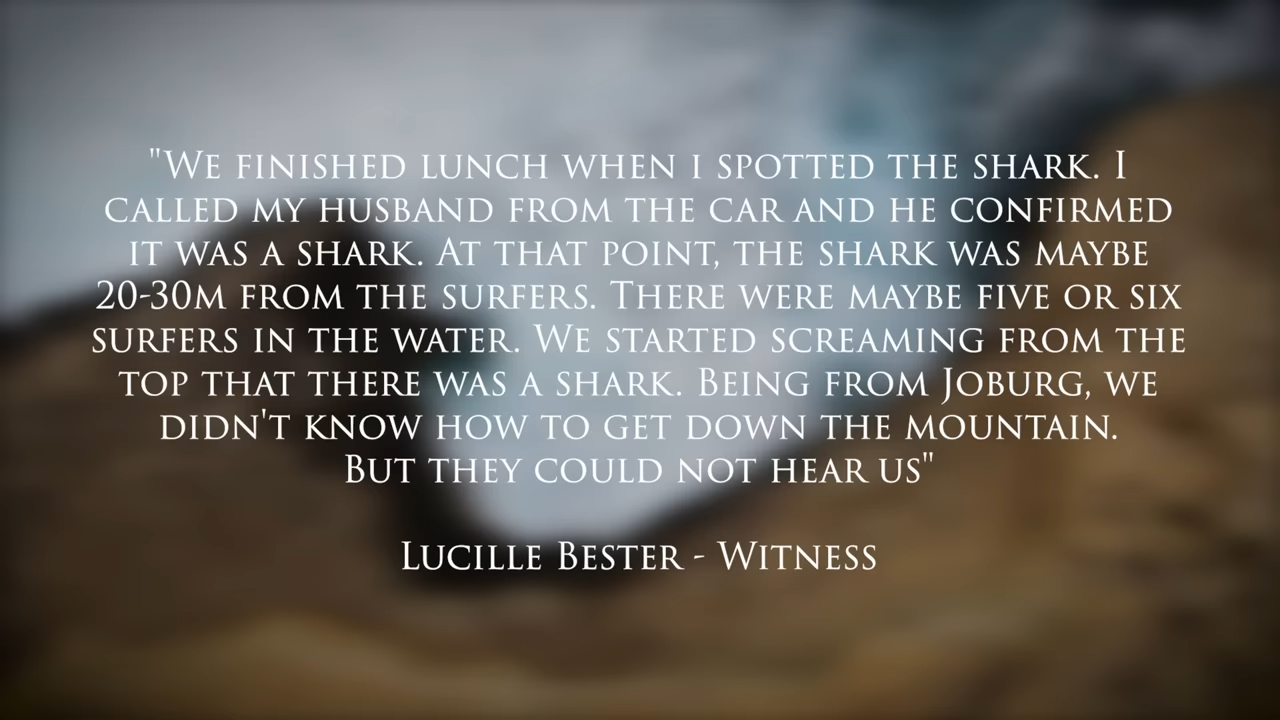 "We finished lunch when i spotted the shark. I
called my husband from the car and he confirmed
it was a shark. At that point, the shark was maybe
20-30m from the surfers. There were maybe five or six
surfers in the water. We started screaming from the
top that there was a shark. Being from Joburg, we
didn't know how to get down the mountain.
But they could not hear us"
Lucille Bester - Witness